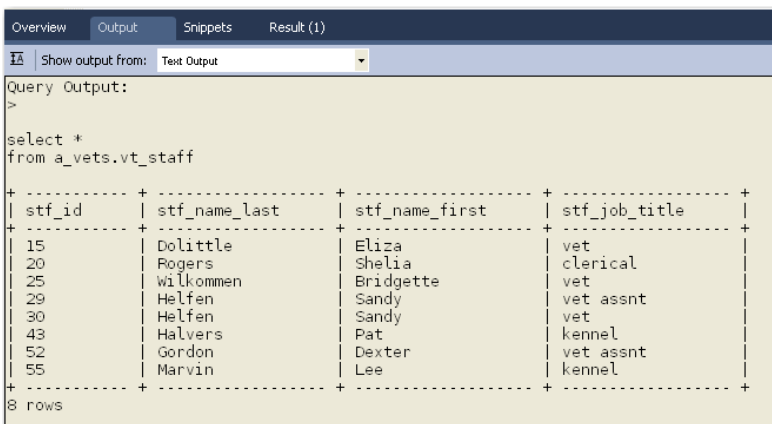 Overview Output Snippets Result (1)
Show output from: Text Output
Query Output:
>
select *
from a_vets.vt_staff
+ ----------- + ----------------- + ------------------ + ----------------- +
| stf_id | stf_name_last | stf_name_first | stf_job_title |
+ ----------- + ----------------- + ------------------ + ----------------- +
| 15 | Dolittle | Eliza | vet |
| 20 | Rogers | Shelia | clerical |
| 25 | Wilkommen | Bridgette | vet |
| 29 | Helfen | Sandy | vet assnt |
| 30 | Helfen | Sandy | vet |
| 43 | Halvers | Pat | kennel |
| 52 | Gordon | Dexter | vet assnt |
| 55 | Marvin | Lee | kennel |
+ ----------- + ----------------- + ------------------ + ----------------- +
8 rows